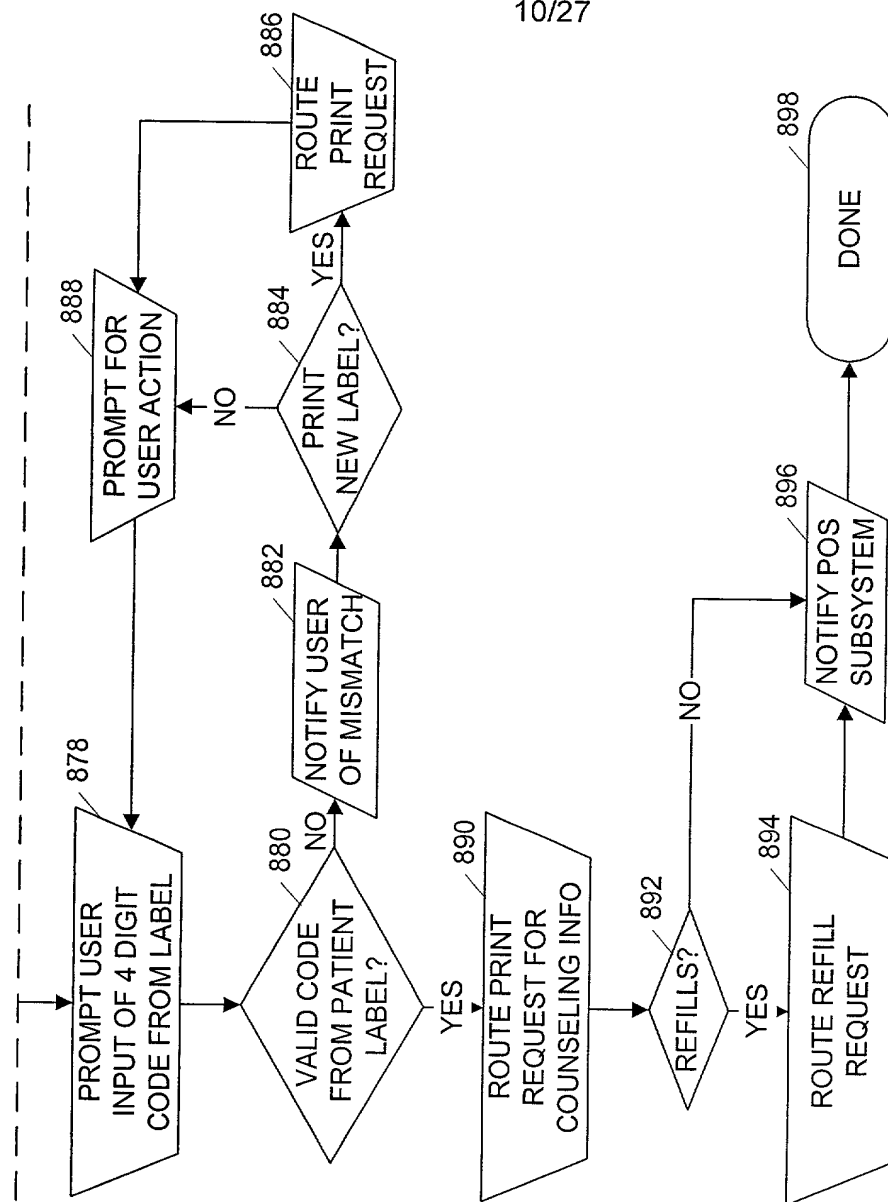 10/27
878
PROMPT USER
INPUT OF 4 DIGIT
CODE FROM LABEL
888
PROMPT FOR
USER ACTION
886
ROUTE
PRINT
REQUEST
880
VALID CODE
FROM PATIENT
LABEL?
NO
882
NOTIFY USER
OF MISMATCH
884
PRINT
NEW LABEL?
NO
YES
YES
890
ROUTE PRINT
REQUEST FOR
COUNSELING INFO
892
REFILLS?
NO
YES
894
ROUTE REFILL
REQUEST
896
NOTIFY POS
SUBSYSTEM
898
DONE